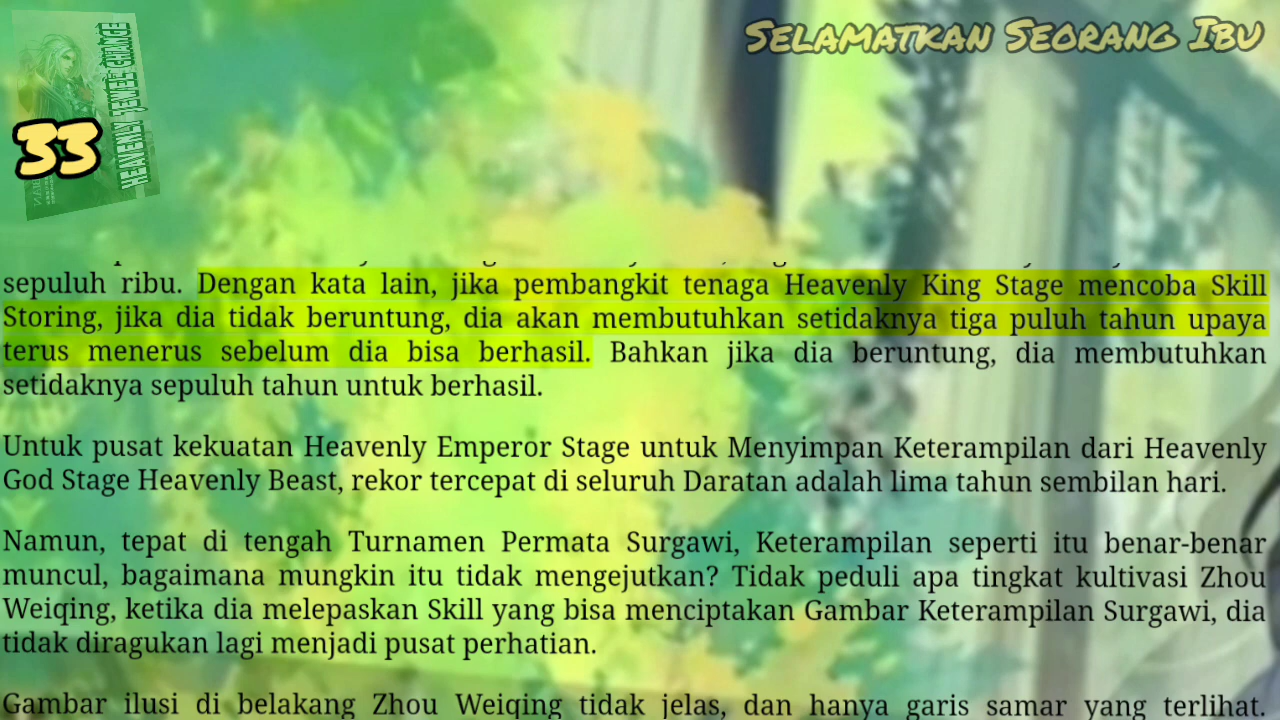 Selamatkan Seorang Ibu
HEAVENLY JEWEL CHANGE
33
sepuluh ribu. Dengan kata lain, jika pembangkit tenaga Heavenly King Stage mencoba Skill
Storing, jika dia tidak beruntung, dia akan membutuhkan setidaknya tiga puluh tahun upaya
terus menerus sebelum dia bisa berhasil. Bahkan jika dia beruntung, dia membutuhkan
setidaknya sepuluh tahun untuk berhasil.
Untuk pusat kekuatan Heavenly Emperor Stage untuk Menyimpan Keterampilan dari Heavenly
God Stage Heavenly Beast, rekor tercepat di seluruh Daratan adalah lima tahun sembilan hari.
Namun, tepat di tengah Turnamen Permata Surgawi, Keterampilan seperti itu benar-benar
muncul, bagaimana mungkin itu tidak mengejutkan? Tidak peduli apa tingkat kultivasi Zhou
Weiqing, ketika dia melepaskan Skill yang bisa menciptakan Gambar Keterampilan Surgawi, dia
tidak diragukan lagi menjadi pusat perhatian.
Gambar ilusi di belakang Zhou Weiqing tidak jelas, dan hanya garis samar yang terlihat.